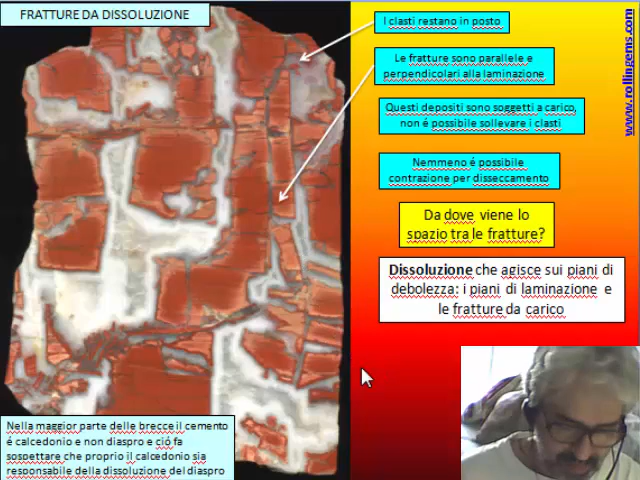 FRATTURE DA DISSOLUZIONE
I clasti restano in posto
Le fratture sono parallele e
perpendicolari alla laminazione
Questi depositi sono soggetti a carico,
non é possibile sollevare i clasti
Nemmeno é possibile
contrazione per disseccamento
Da dove viene lo
spazio tra le fratture?
Dissoluzione che agisce sui piani di
debolezza: i piani di laminazione e
le fratture da carico
Nella maggior parte delle brecce il cemento
é calcedonio e non diaspro e ció fa
sospettare che proprio il calcedonio sia
responsabile della dissoluzione del diaspro
www.rollingems.com